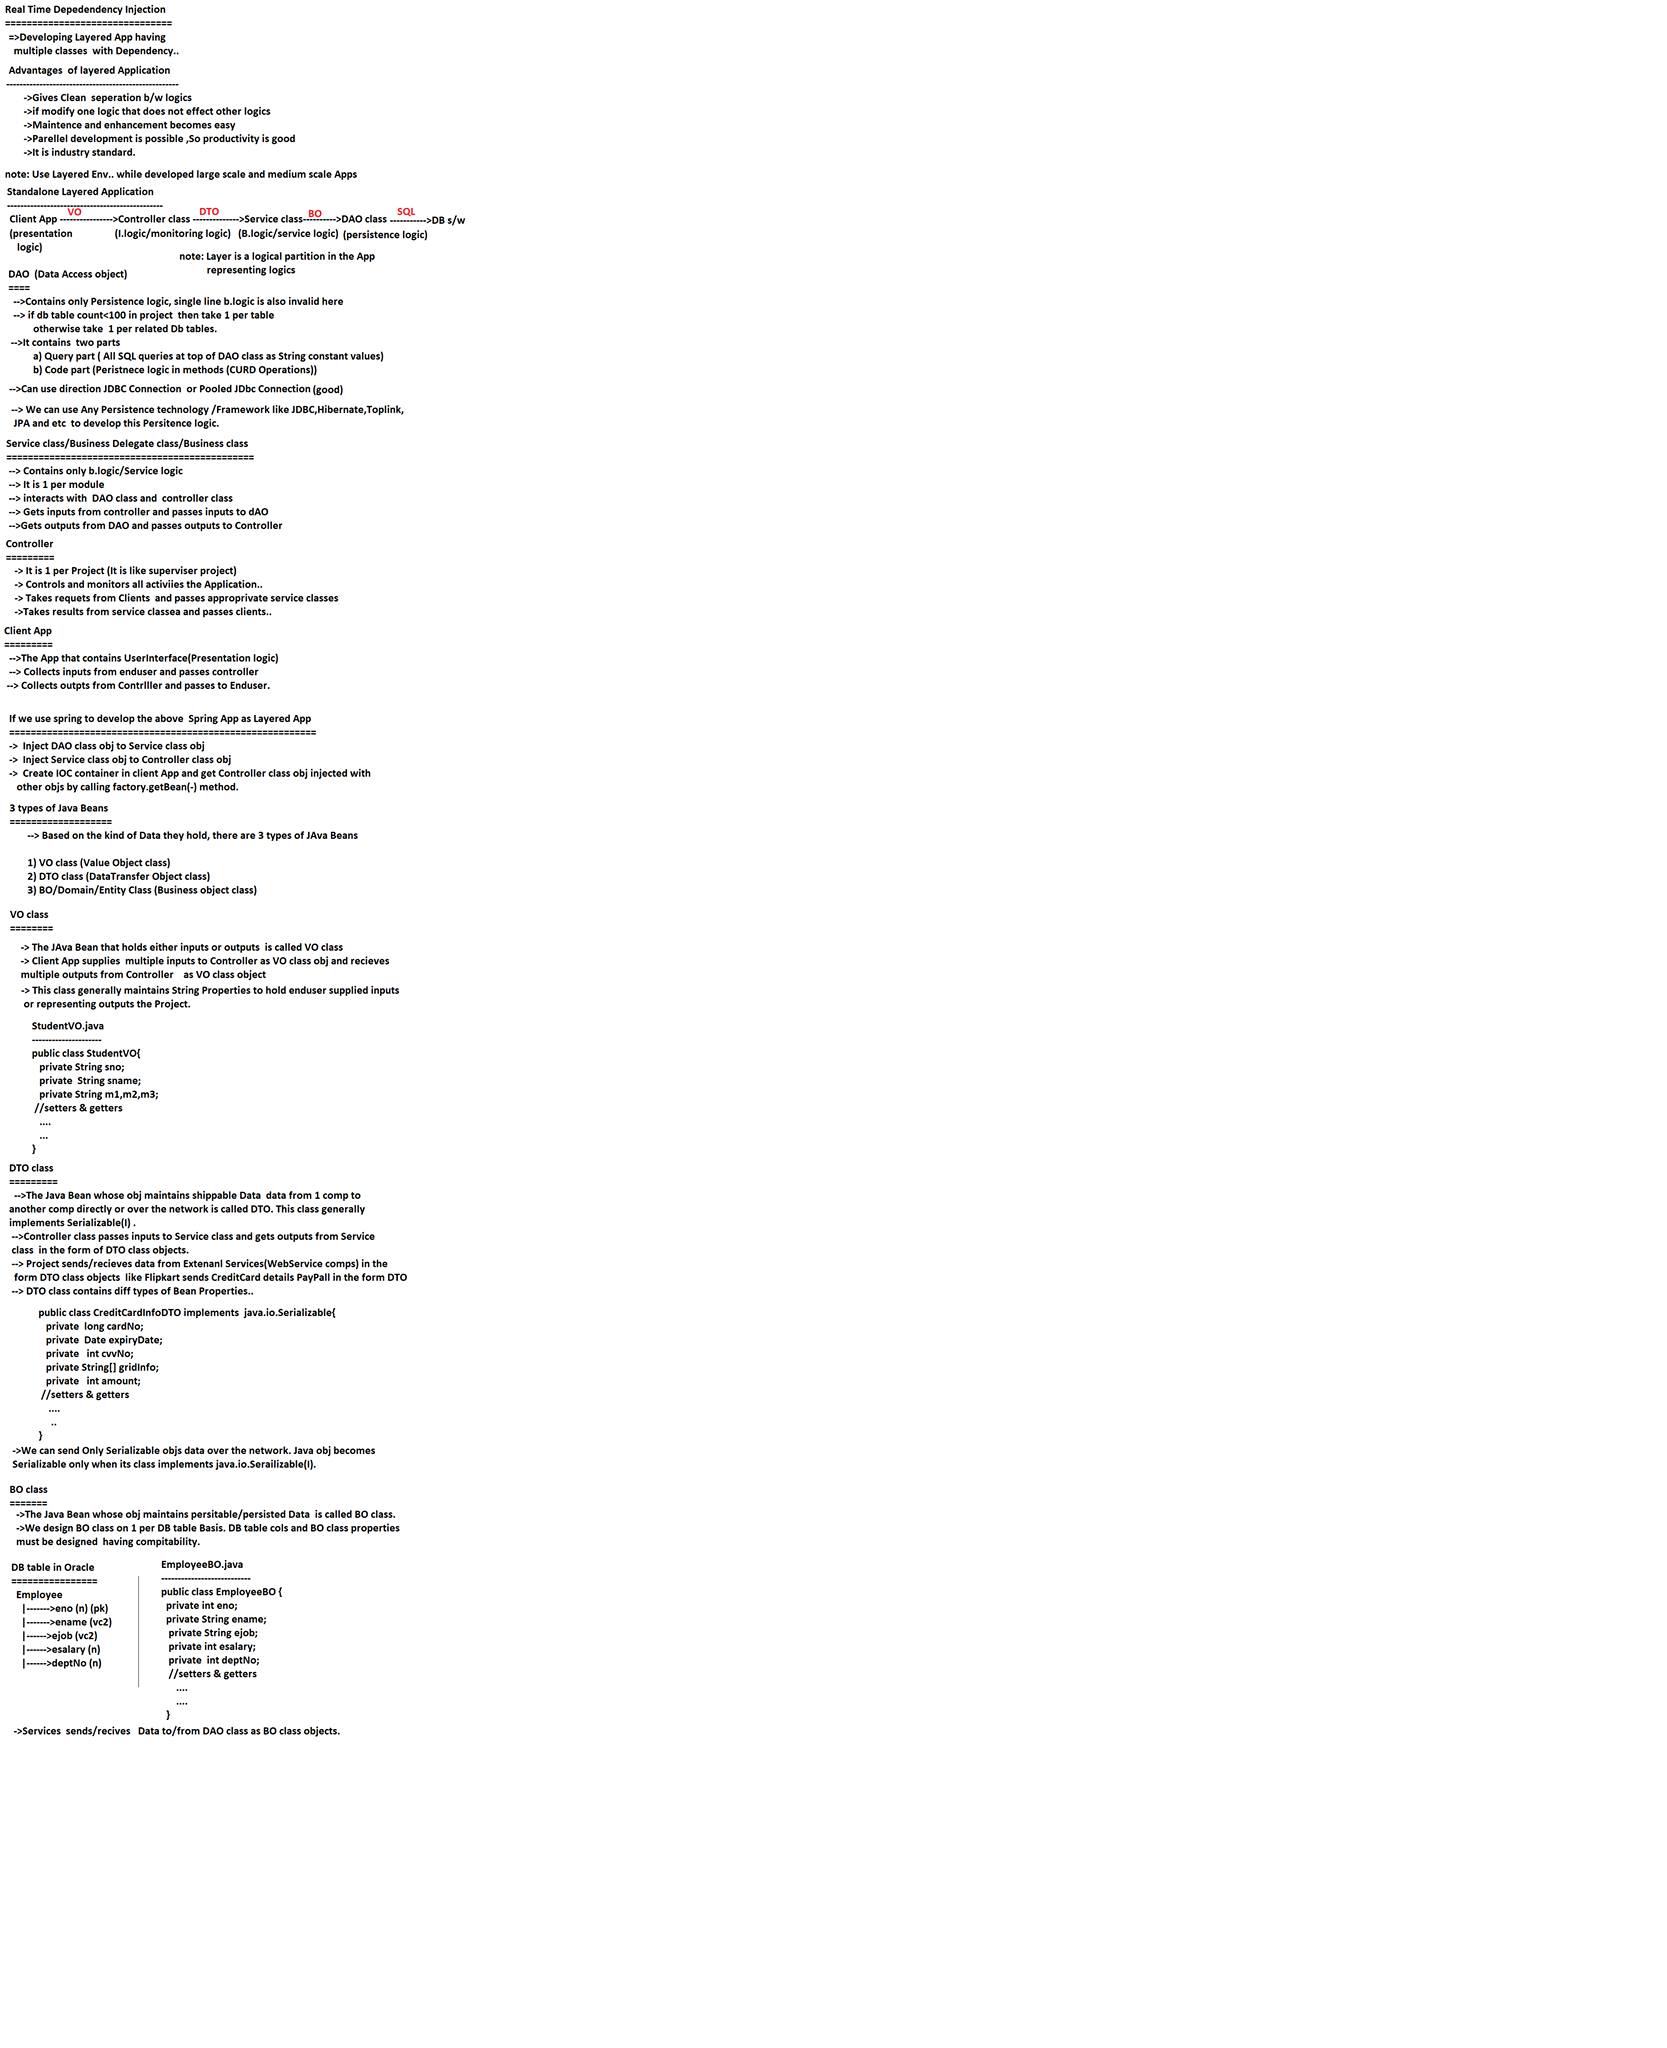 Real Time Depedendency Injection
===============================
=>Developing Layered App having
multiple classes  with Dependency..
Advantages  of layered Application
----------------------------------------------------
->Gives Clean  seperation b/w logics
->if modify one logic that does not effect other logics
->Maintence and enhancement becomes easy
->Parellel development is possible ,So productivity is good
->It is industry standard.
note: Use Layered Env.. while developed large scale and medium scale Apps
Standalone Layered Application
-----------------------------------------------
VO DTO BO SQL
Client App ---------------->Controller class -------------->Service class---------->DAO class ----------->DB s/w
(presentation (I.logic/monitoring logic) (B.logic/service logic) (persistence logic)
logic)
note: Layer is a logical partition in the App
representing logics
DAO  (Data Access object)
====
-->Contains only Persistence logic, single line b.logic is also invalid here
--> if db table count<100 in project  then take 1 per table
otherwise take  1 per related Db tables.
-->It contains  two parts
a) Query part ( All SQL queries at top of DAO class as String constant values)
b) Code part (Peristnece logic in methods (CURD Operations))
-->Can use direction JDBC Connection  or Pooled JDbc Connection (good)
--> We can use Any Persistence technology /Framework like JDBC,Hibernate,Toplink,
JPA and etc  to develop this Persitence logic.
Service class/Business Delegate class/Business class
==============================================
--> Contains only b.logic/Service logic
--> It is 1 per module
--> interacts with  DAO class and  controller class
--> Gets inputs from controller and passes inputs to dAO
-->Gets outputs from DAO and passes outputs to Controller
Controller
=========
-> It is 1 per Project (It is like superviser project)
-> Controls and monitors all activiies the Application..
-> Takes requets from Clients  and passes approprivate service classes
->Takes results from service classea and passes clients..
Client App
=========
-->The App that contains UserInterface(Presentation logic)
--> Collects inputs from enduser and passes controller
--> Collects outpts from Contrlller and passes to Enduser.
If we use spring to develop the above  Spring App as Layered App
=========================================================
->  Inject DAO class obj to Service class obj
->  Inject Service class obj to Controller class obj
->  Create IOC container in client App and get Controller class obj injected with
other objs by calling factory.getBean(-) method.
3 types of Java Beans
===================
--> Based on the kind of Data they hold, there are 3 types of JAva Beans
1) VO class (Value Object class)
2) DTO class (DataTransfer Object class)
3) BO/Domain/Entity Class (Business object class)
VO class
========
-> The JAva Bean that holds either inputs or outputs  is called VO class
-> Client App supplies  multiple inputs to Controller as VO class obj and recieves
multiple outputs from Controller    as VO class object
-> This class generally maintains String Properties to hold enduser supplied inputs
or representing outputs the Project.
StudentVO.java
---------------------
public class StudentVO{
private String sno;
private  String sname;
private String m1,m2,m3;
//setters & getters
....
...
}
DTO class
=========
-->The Java Bean whose obj maintains shippable Data  data from 1 comp to
another comp directly or over the network is called DTO. This class generally
implements Serializable(I) .
-->Controller class passes inputs to Service class and gets outputs from Service
class  in the form of DTO class objects.
--> Project sends/recieves data from Extenanl Services(WebService comps) in the
form DTO class objects  like Flipkart sends CreditCard details PayPall in the form DTO
--> DTO class contains diff types of Bean Properties..
public class CreditCardInfoDTO implements  java.io.Serializable{
private  long cardNo;
private  Date expiryDate;
private   int cvvNo;
private String[] gridInfo;
private   int amount;
//setters & getters
....
..
}
->We can send Only Serializable objs data over the network. Java obj becomes
Serializable only when its class implements java.io.Serailizable(I).
BO class
=======
->The Java Bean whose obj maintains persitable/persisted Data  is called BO class.
->We design BO class on 1 per DB table Basis. DB table cols and BO class properties
must be designed  having compitability.
DB table in Oracle
================
Employee
|------->eno (n) (pk)
|------->ename (vc2)
|------>ejob (vc2)
|------>esalary (n)
|------>deptNo (n)
EmployeeBO.java
---------------------------
public class EmployeeBO {
private int eno;
private String ename;
private String ejob;
private int esalary;
private  int deptNo;
//setters & getters
....
....
}
->Services  sends/recives   Data to/from DAO class as BO class objects.